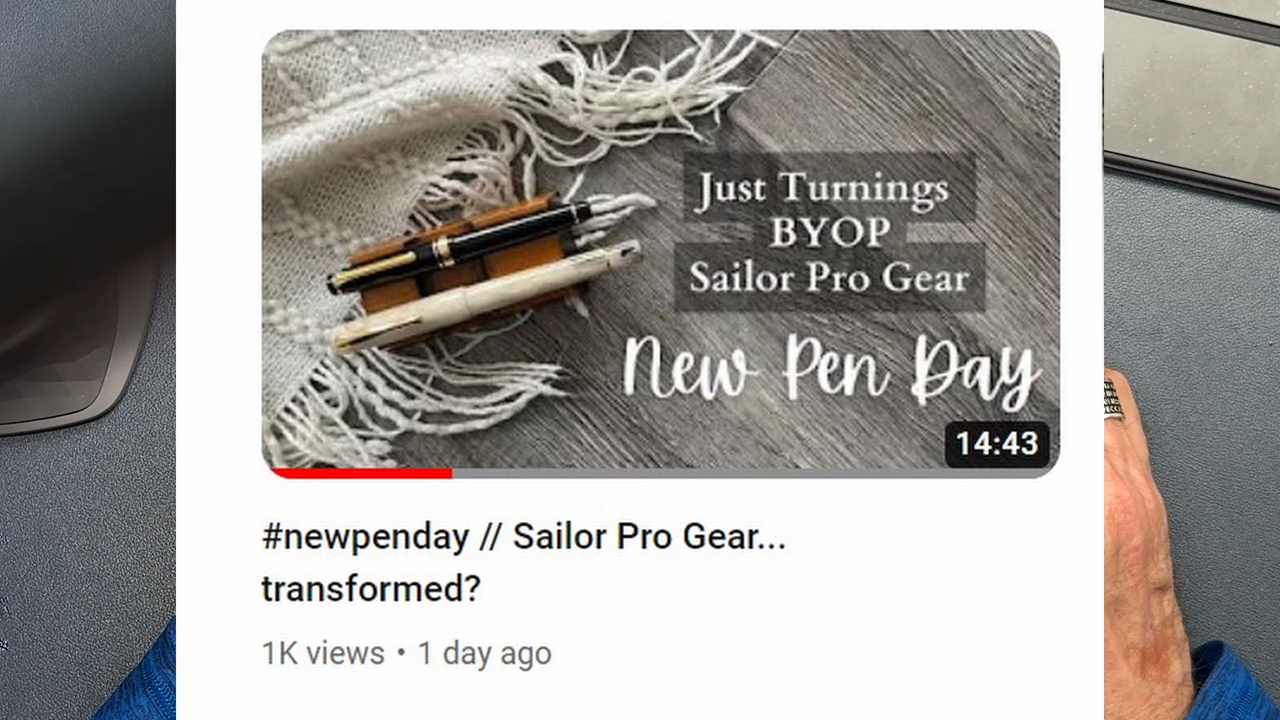 Just Turnings
BYOP
Sailor Pro Gear
New Pen Day
14:43
#newpenday // Sailor Pro Gear...
transformed?
1K views • 1 day ago